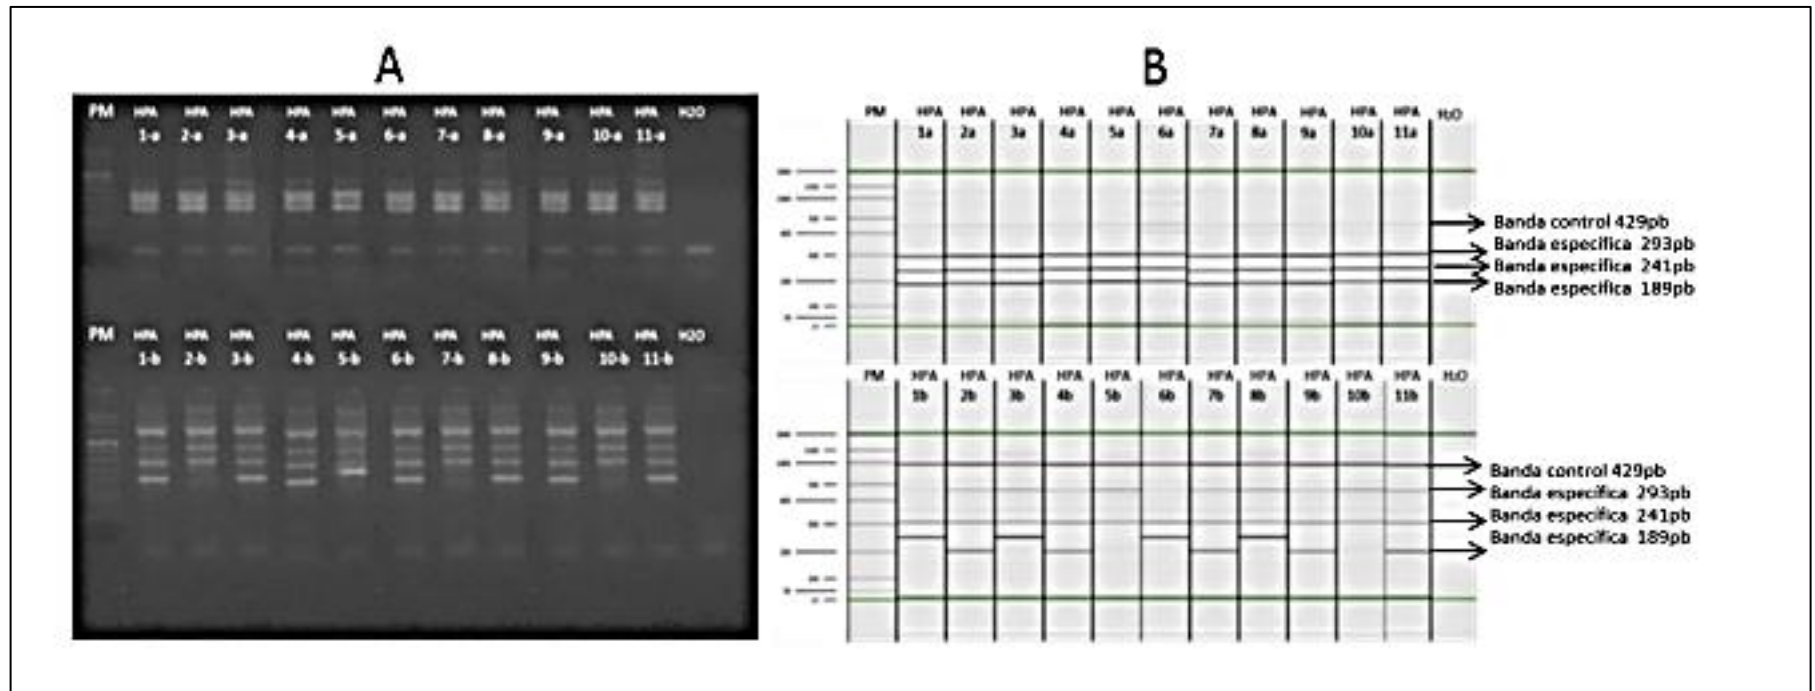 A
PM HPA HPA HPA HPA HPA HPA HPA HPA HPA HPA HPA H2O
1-a 2-a 3-a 4-a 5-a 6-a 7-a 8-a 9-a 10-a 11-a
PM HPA HPA HPA HPA HPA HPA HPA HPA HPA HPA HPA H2O
1-b 2-b 3-b 4-b 5-b 6-b 7-b 8-b 9-b 10-b 11-b
B
PM HPA HPA HPA HPA HPA HPA HPA HPA HPA HPA HPA H₂O
1a 2a 3a 4a 5a 6a 7a 8a 9a 10a 11a
Banda control 429pb
Banda específica 293pb
Banda específica 241pb
Banda específica 189pb
PM HPA HPA HPA HPA HPA HPA HPA HPA HPA HPA HPA H₂O
1b 2b 3b 4b 5b 6b 7b 8b 9b 10b 11b
Banda control 429pb
Banda específica 293pb
Banda específica 241pb
Banda específica 189pb